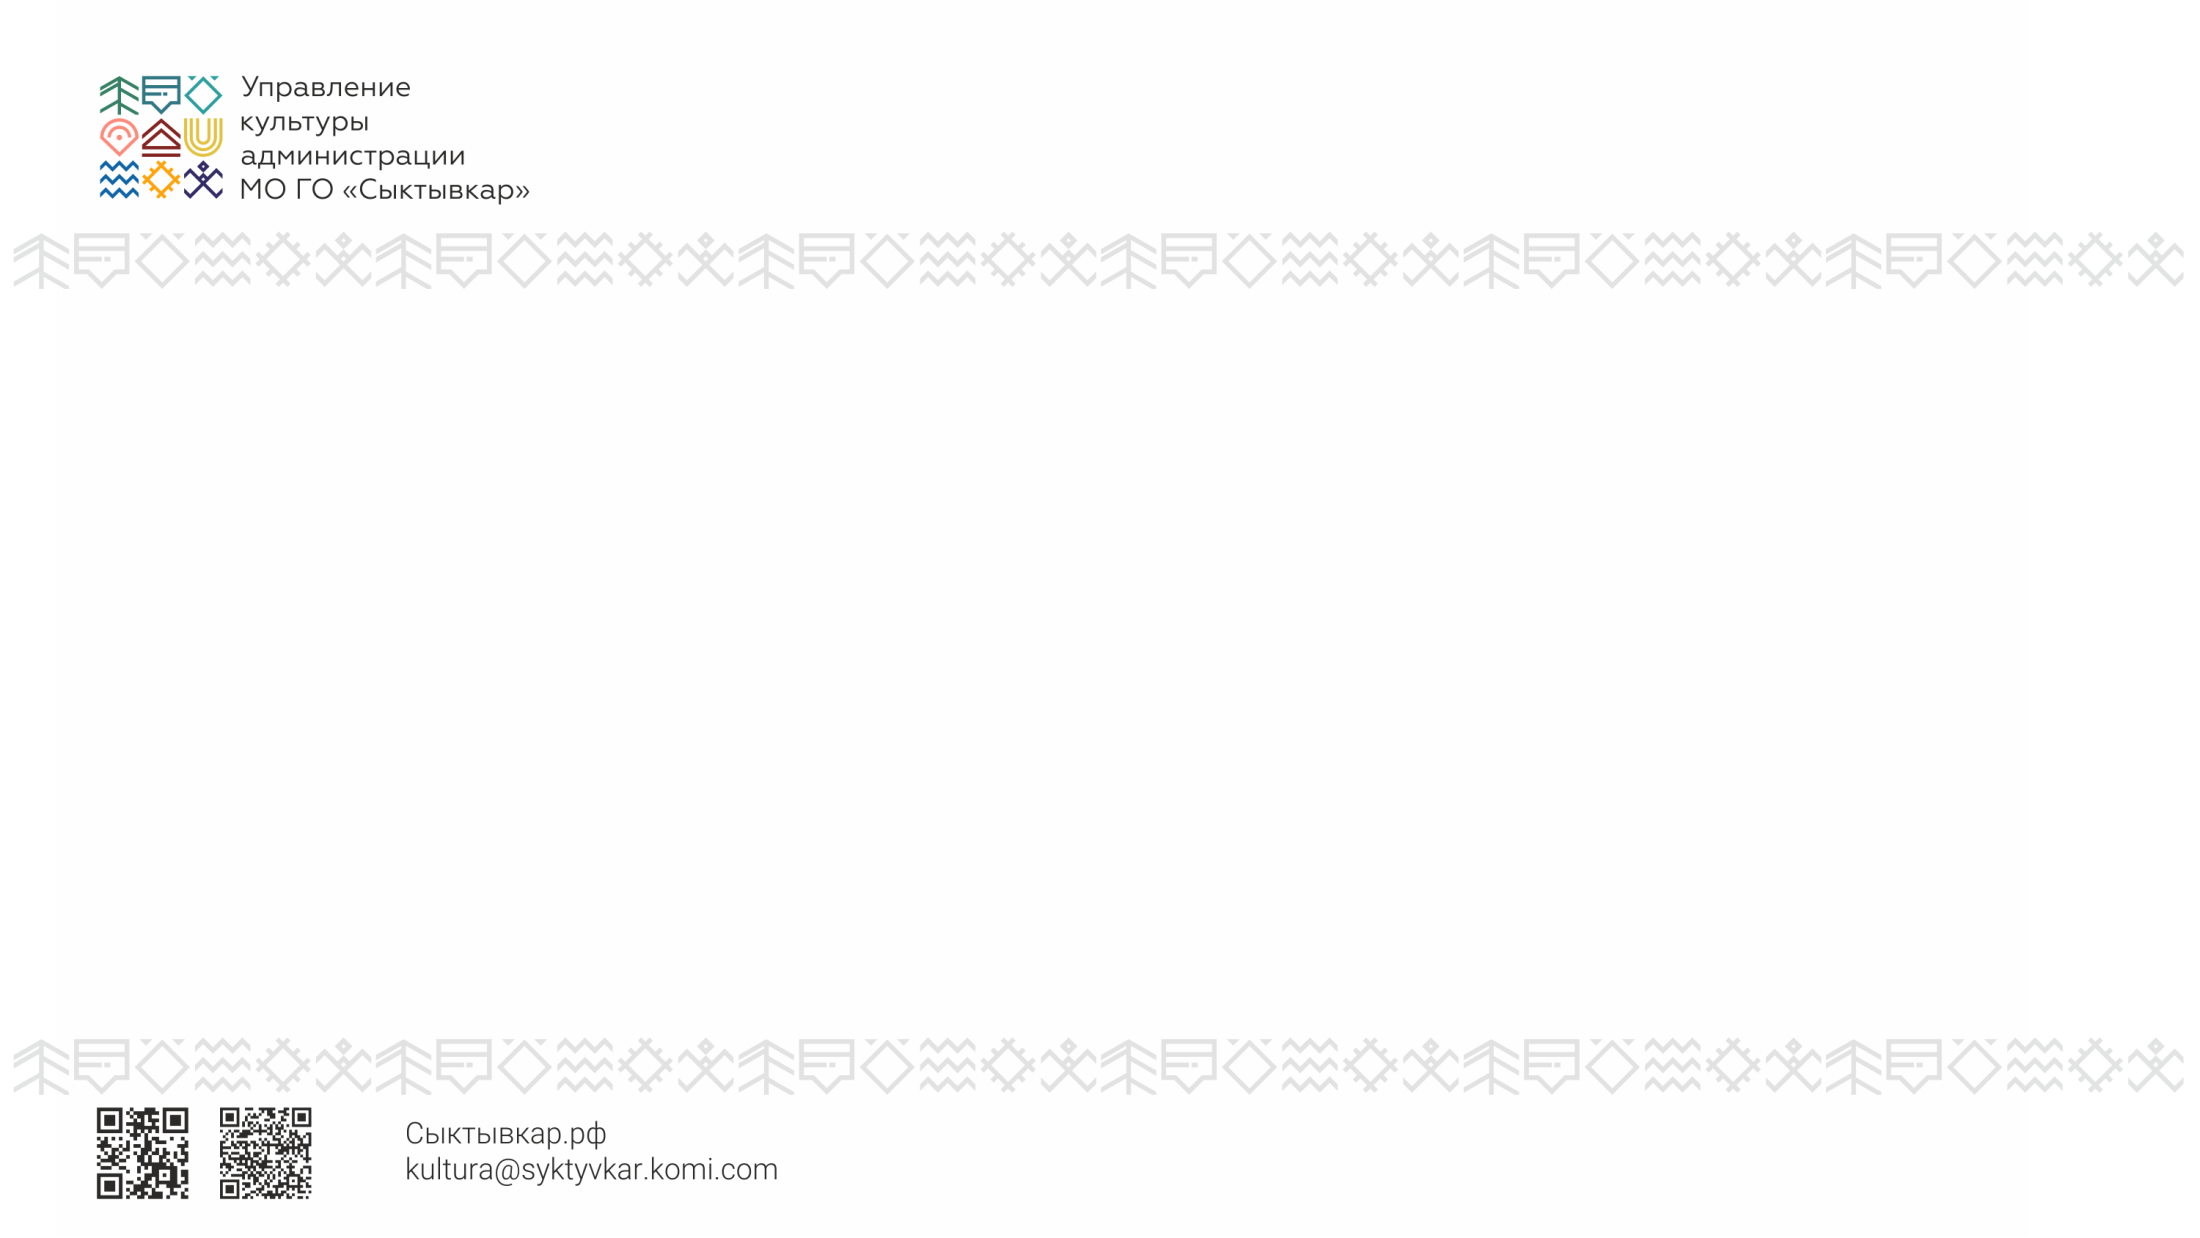 Управление
культуры
администрации
МО ГО «Сыктывкар»
Сыктывкар.рф
kultura@syktyvkar.komi.com